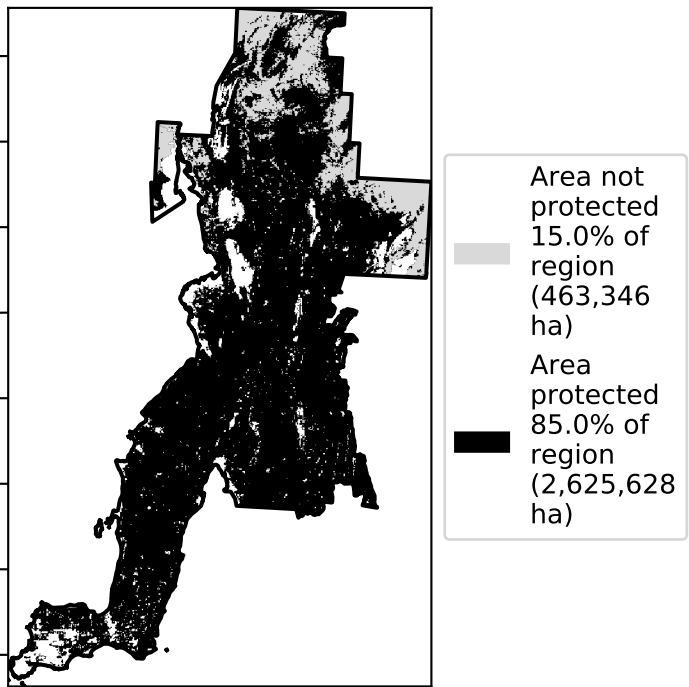 Area not
protected
15.0% of
region
(463,346
ha)
Area
protected
85.0% of
region
(2,625,628
ha)